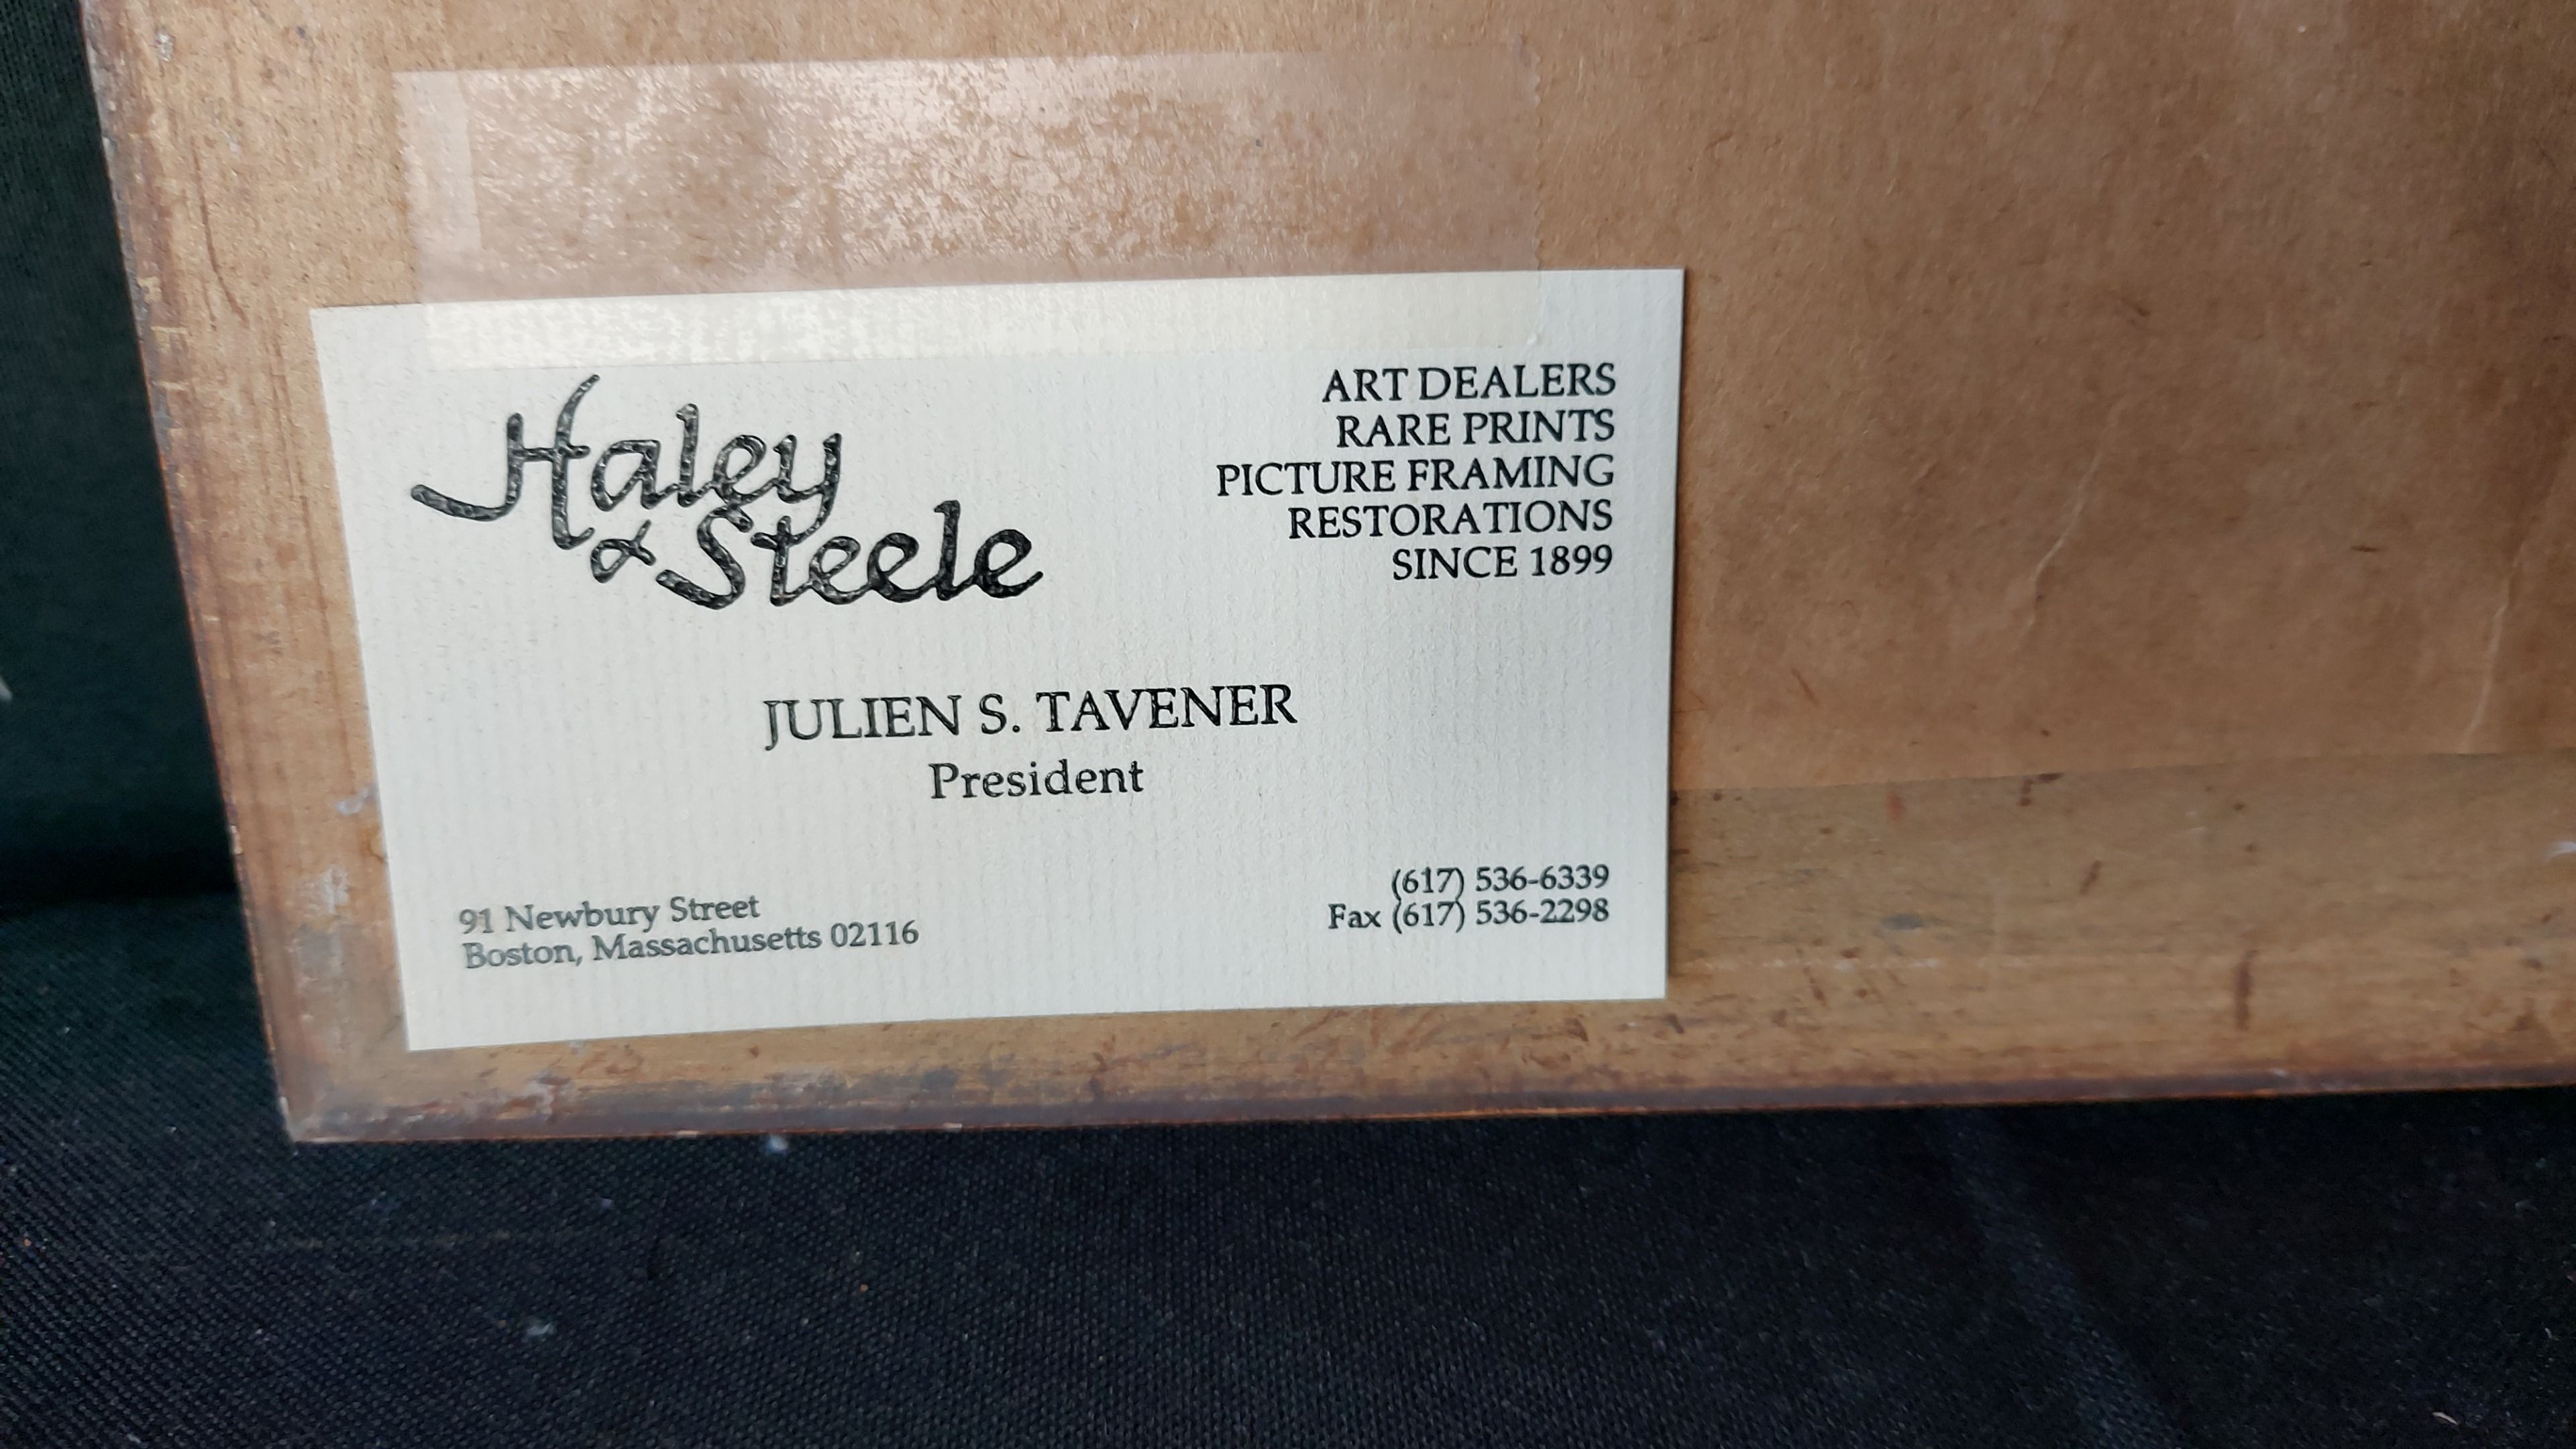 Haley
& Steele
ART DEALERS
RARE PRINTS
PICTURE FRAMING
RESTORATIONS
SINCE 1899
JULIEN S. TAVENER
President
91 Newbury Street
Boston, Massachusetts 02116
(617) 536-6339
Fax (617) 536-2298